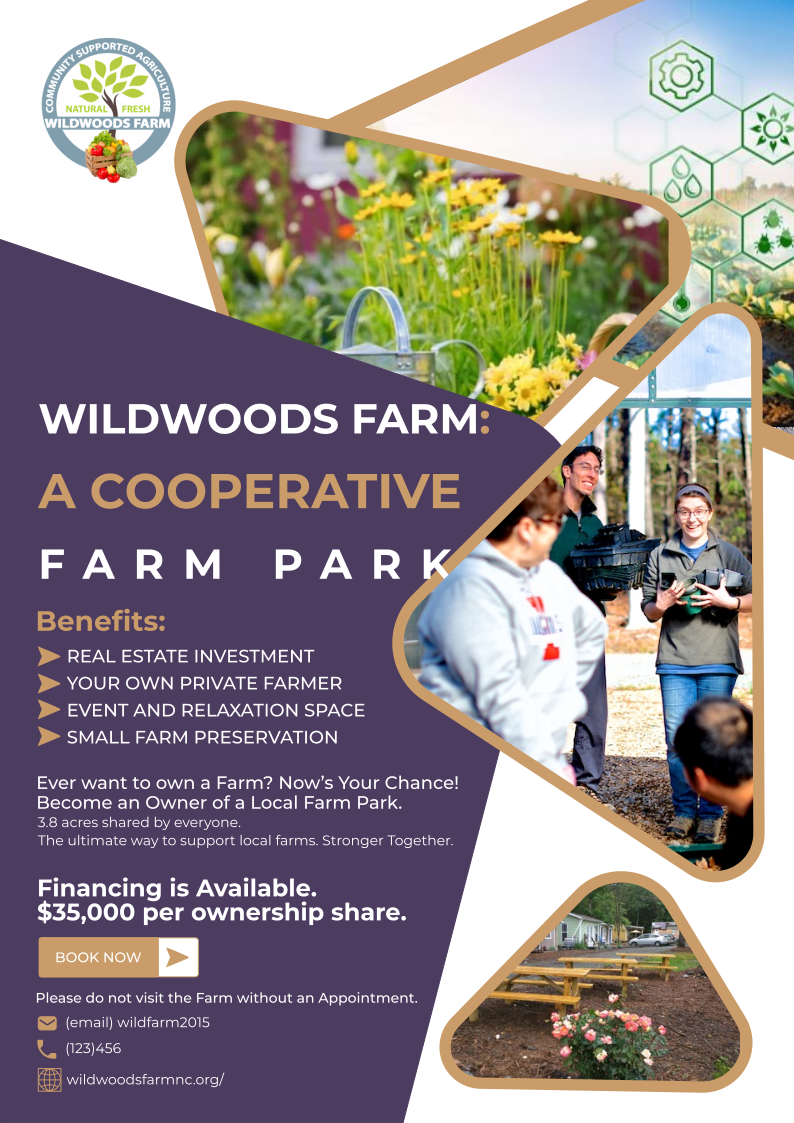 COMMUNITY SUPPORTED AGRICULTURE
NATURAL FRESH
WILDWOODS FARM
WILDWOODS FARM:
A COOPERATIVE
FARM PARK
Benefits:
REAL ESTATE INVESTMENT
YOUR OWN PRIVATE FARMER
EVENT AND RELAXATION SPACE
SMALL FARM PRESERVATION
Ever want to own a Farm? Now's Your Chance!
Become an Owner of a Local Farm Park.
3.8 acres shared by everyone.
The ultimate way to support local farms. Stronger Together.
Financing is Available.
$35,000 per ownership share.
BOOK NOW
Please do not visit the Farm without an Appointment.
(email) wildfarm2015
(123)456
wildwoodsfarmnc.org/